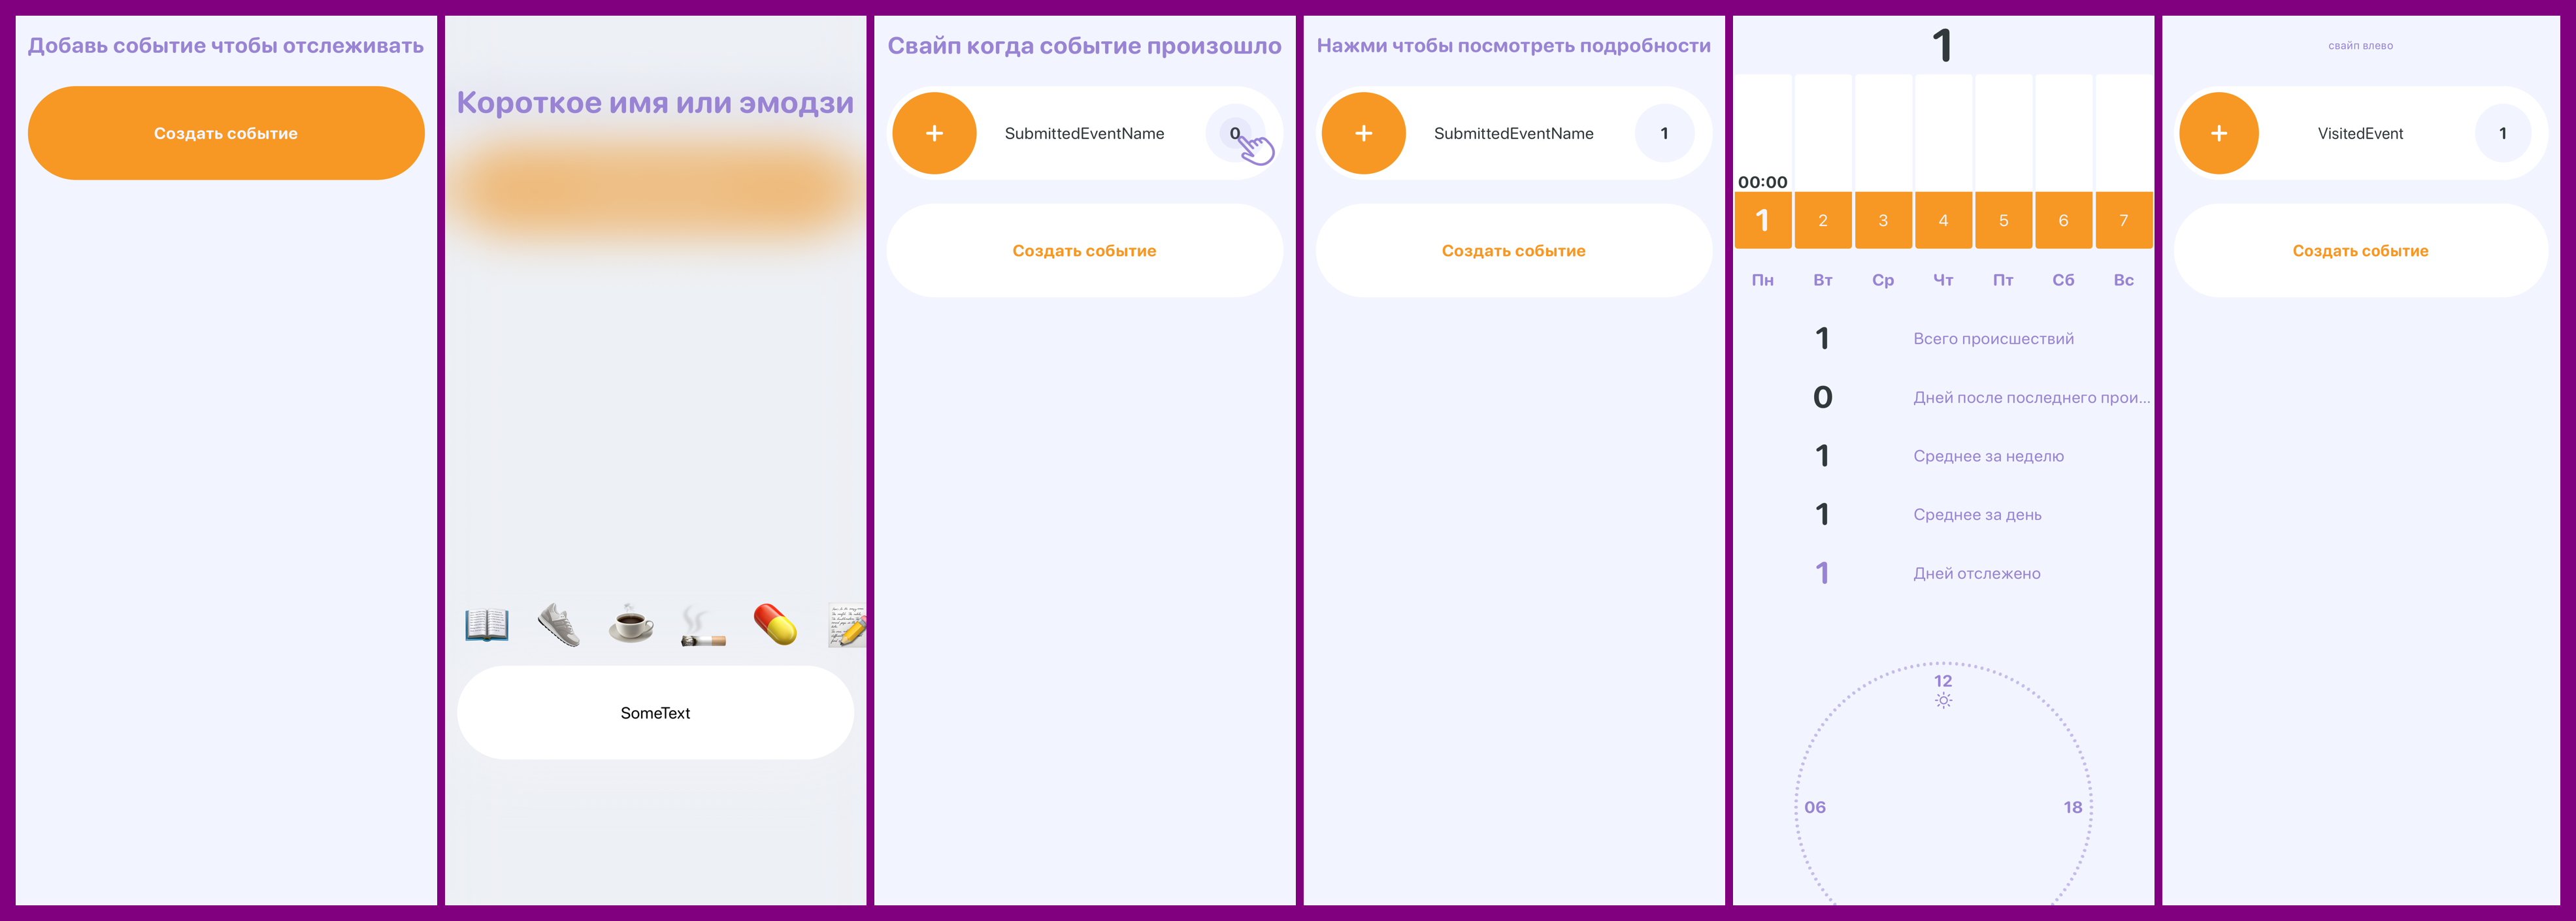 Добавь событие чтобы отслеживать
Создать событие
Короткое имя или эмодзи
SomeText
Свайп когда событие произошло
+ SubmittedEventName 0
Создать событие
Нажми чтобы посмотреть подробности
+ SubmittedEventName 1
Создать событие
1
00:00
1 2 3 4 5 6 7
Пн Вт Ср Чт Пт Сб Вс
1 Всего происшествий
0 Дней после последнего прои...
1 Среднее за неделю
1 Среднее за день
1 Дней отслежено
12
06 18
свайп влево
+ VisitedEvent 1
Создать событие